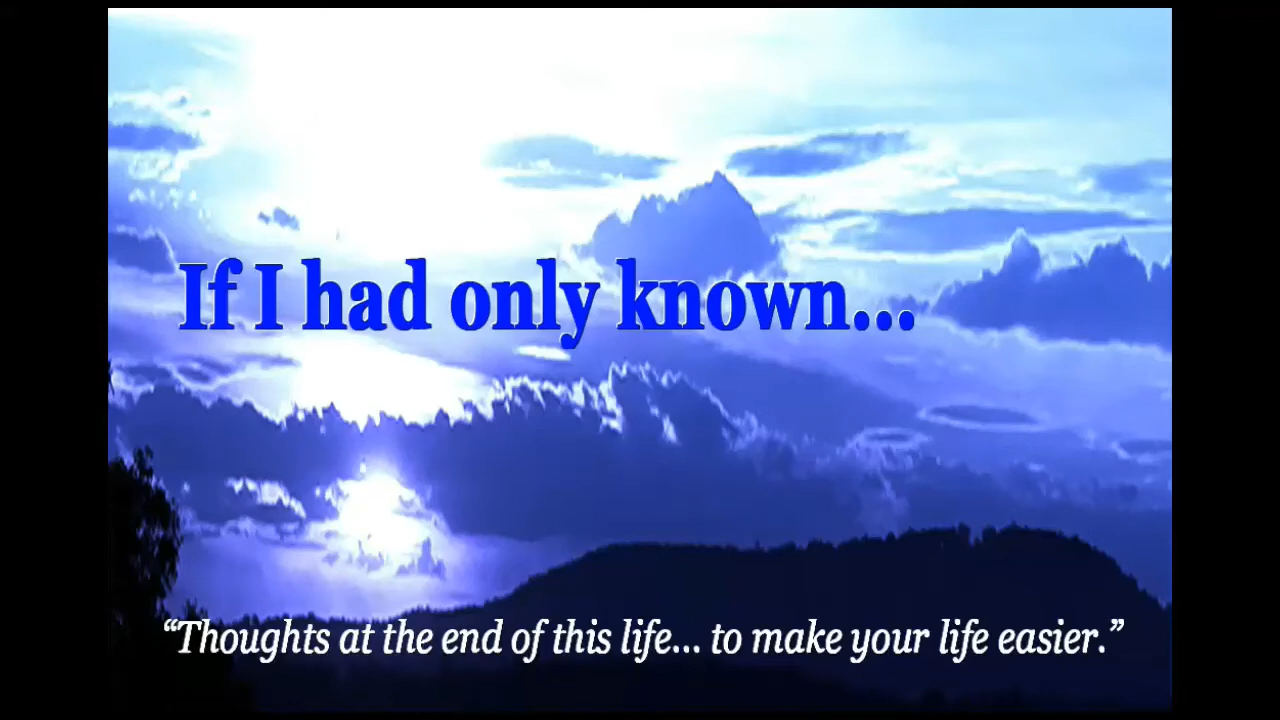 If I had only known...
“Thoughts at the end of this life... to make your life easier.”